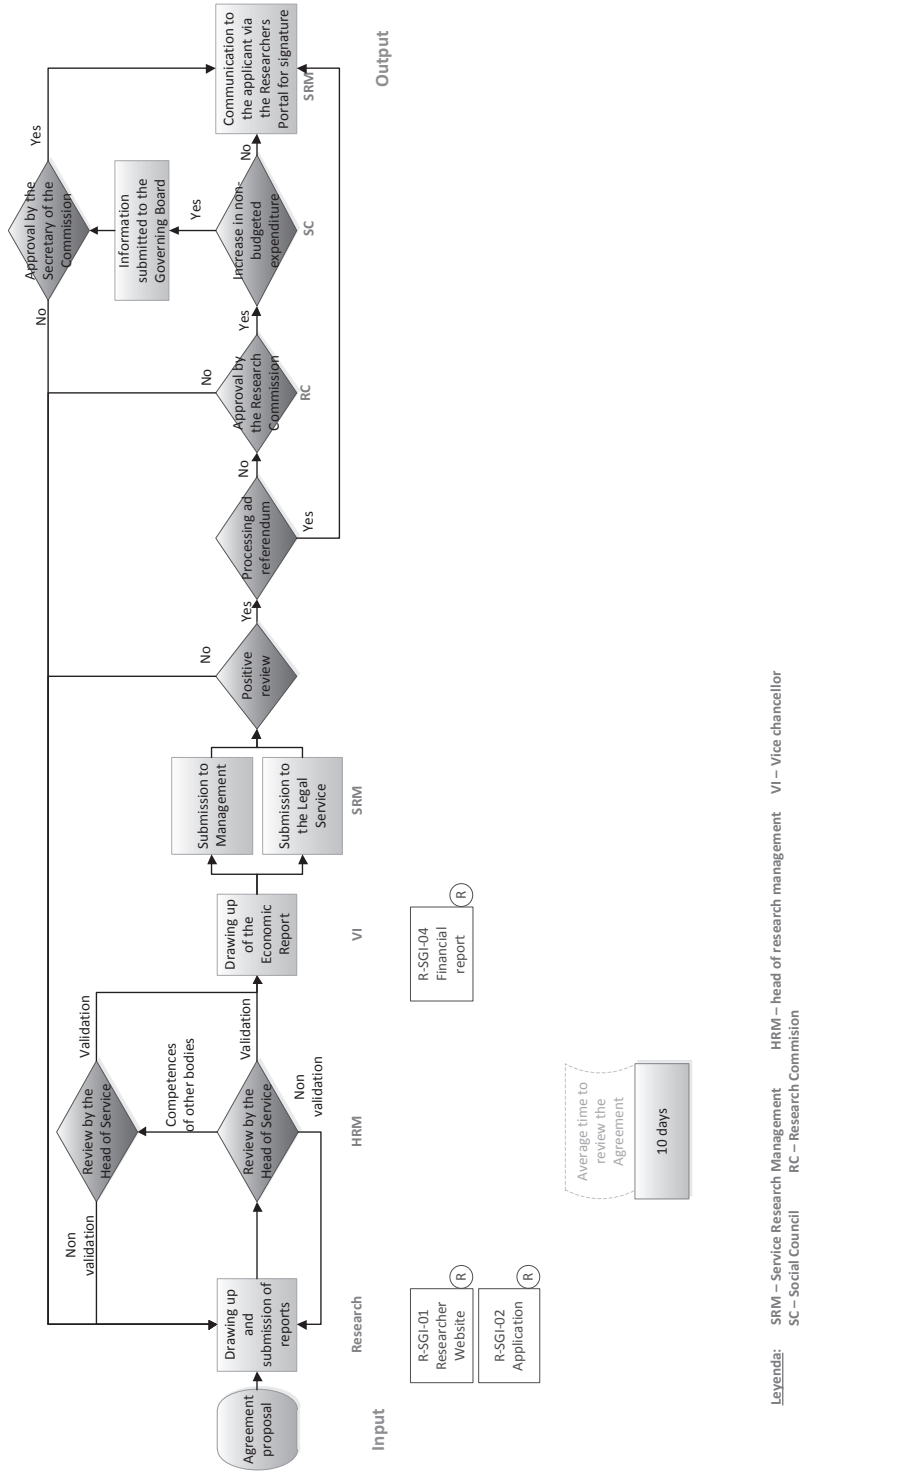 Agreement
proposal
Input
Drawing up
and
submission of
reports
Research
R-SGI-01
Researcher
Website
R
R-SGI-02
Application
R
Non
validation
Review by the
Head of Service
Validation
Competences
of other bodies
Review by the
Head of Service
Validation
Non
validation
HRM
Average time to
review the
Agreement
10 days
Drawing up
of the
Economic
Report
VI
R-SGI-04
Financial
report
R
Submission to
Management
Submission to
the Legal
Service
SRM
Positive
review
No
Yes
Processing ad
referendum
No
Yes
Approval by
the Research
Commission
No
Yes
RC
Increase in non-
budgeted
expenditure
Yes
No
SC
Information
submitted to the
Governing Board
Approval by the
Secretary of the
Commission
No
Yes
Communication to
the applicant via
the Researchers
Portal for signature
SRM
Output
Leyenda: SRM – Service Research Management HRM – head of research management VI – Vice chancellor
SC – Social Council RC – Research Commision